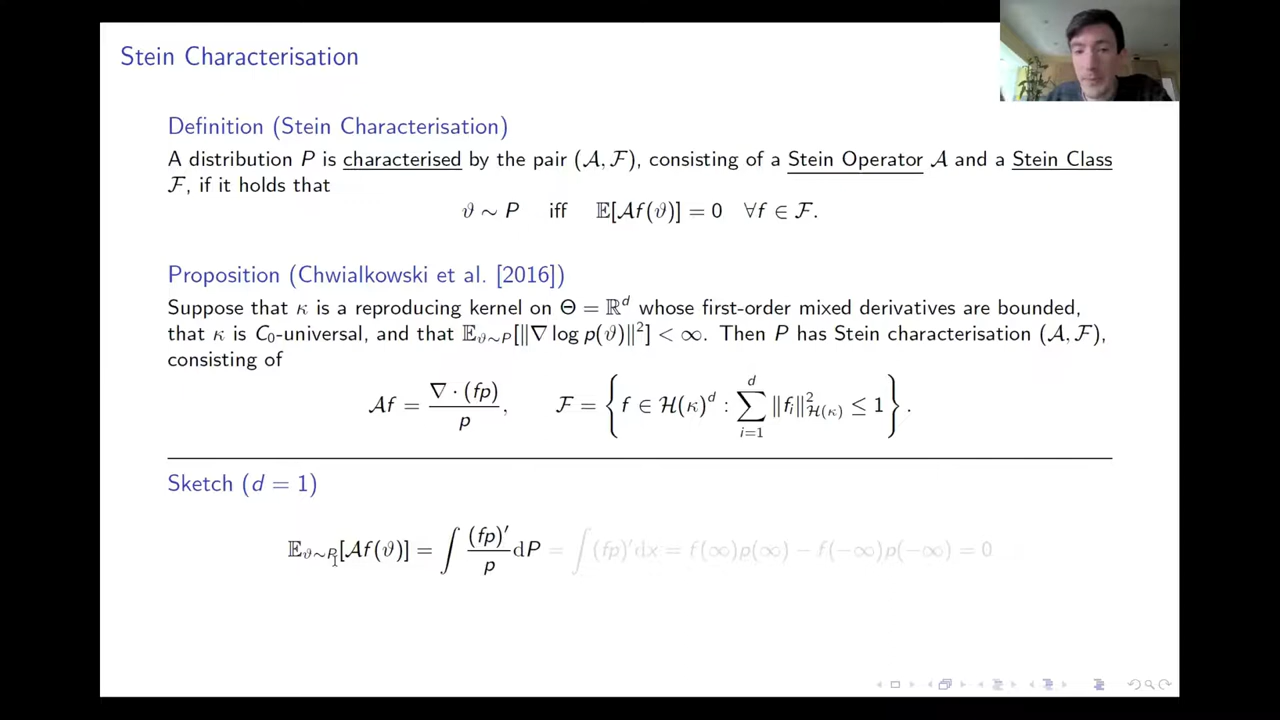 Stein Characterisation
Definition (Stein Characterisation)
A distribution P is characterised by the pair (𝒜, ℱ), consisting of a Stein Operator 𝒜 and a Stein Class
ℱ, if it holds that
ϑ ∼ P iff 𝔼[𝒜f(ϑ)] = 0 ∀f ∈ ℱ.
Proposition (Chwialkowski et al. [2016])
Suppose that κ is a reproducing kernel on Θ = ℝ^d whose first-order mixed derivatives are bounded,
that κ is C₀-universal, and that 𝔼_{ϑ∼P}[‖∇ log p(ϑ)‖²] < ∞. Then P has Stein characterisation (𝒜, ℱ),
consisting of
𝒜f = ∇ · (fp) / p, ℱ = { f ∈ ℋ(κ)^d : ∑_{i=1}^d ‖f_i‖²_{ℋ(κ)} ≤ 1 }.
Sketch (d = 1)
𝔼_{ϑ∼P}[𝒜f(ϑ)] = ∫ (fp)′ / p dP = ∫ (fp)′dx = f(∞)p(∞) − f(−∞)p(−∞) = 0